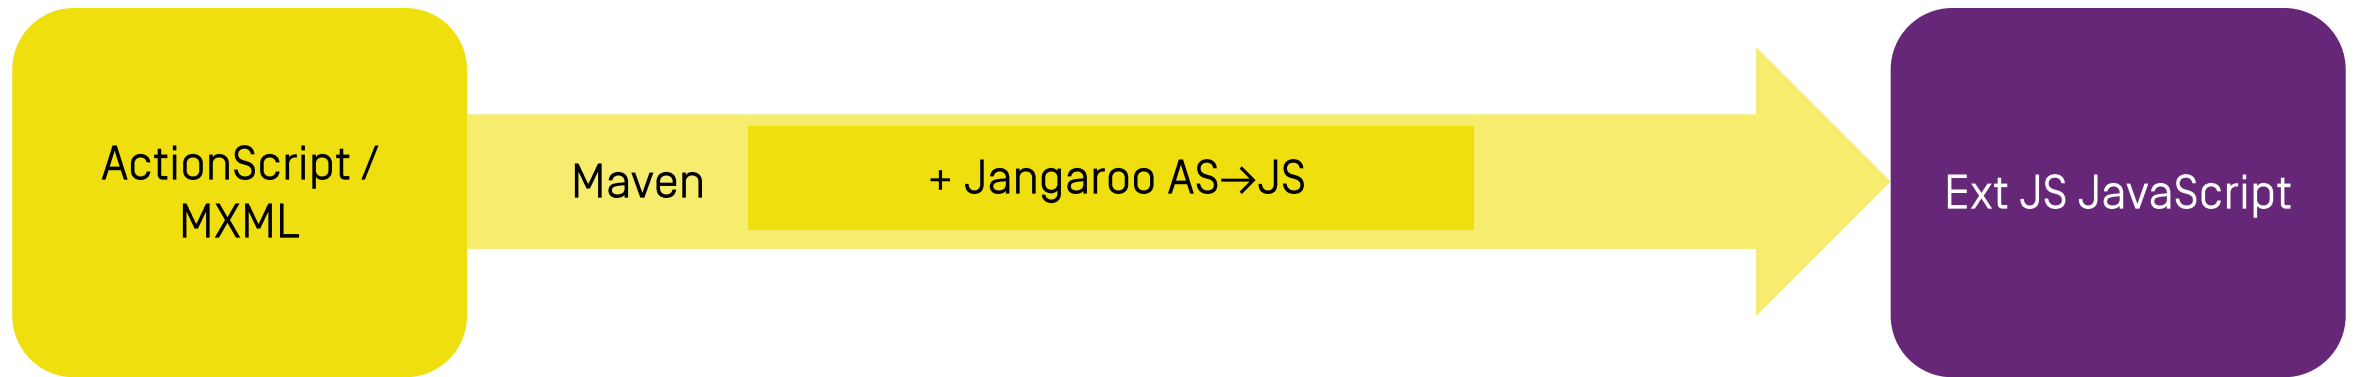 ActionScript /
MXML
Maven
+ Jangaroo AS→JS
Ext JS JavaScript